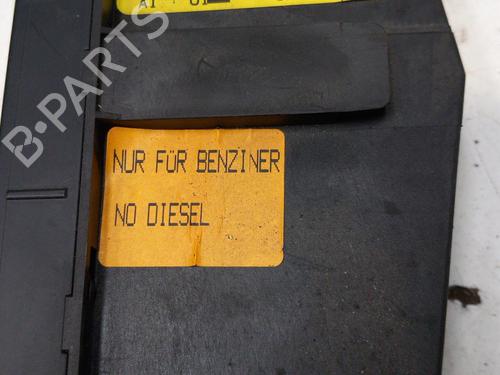 B-PARTS
NUR FÜR BENZINER
NO DIESEL